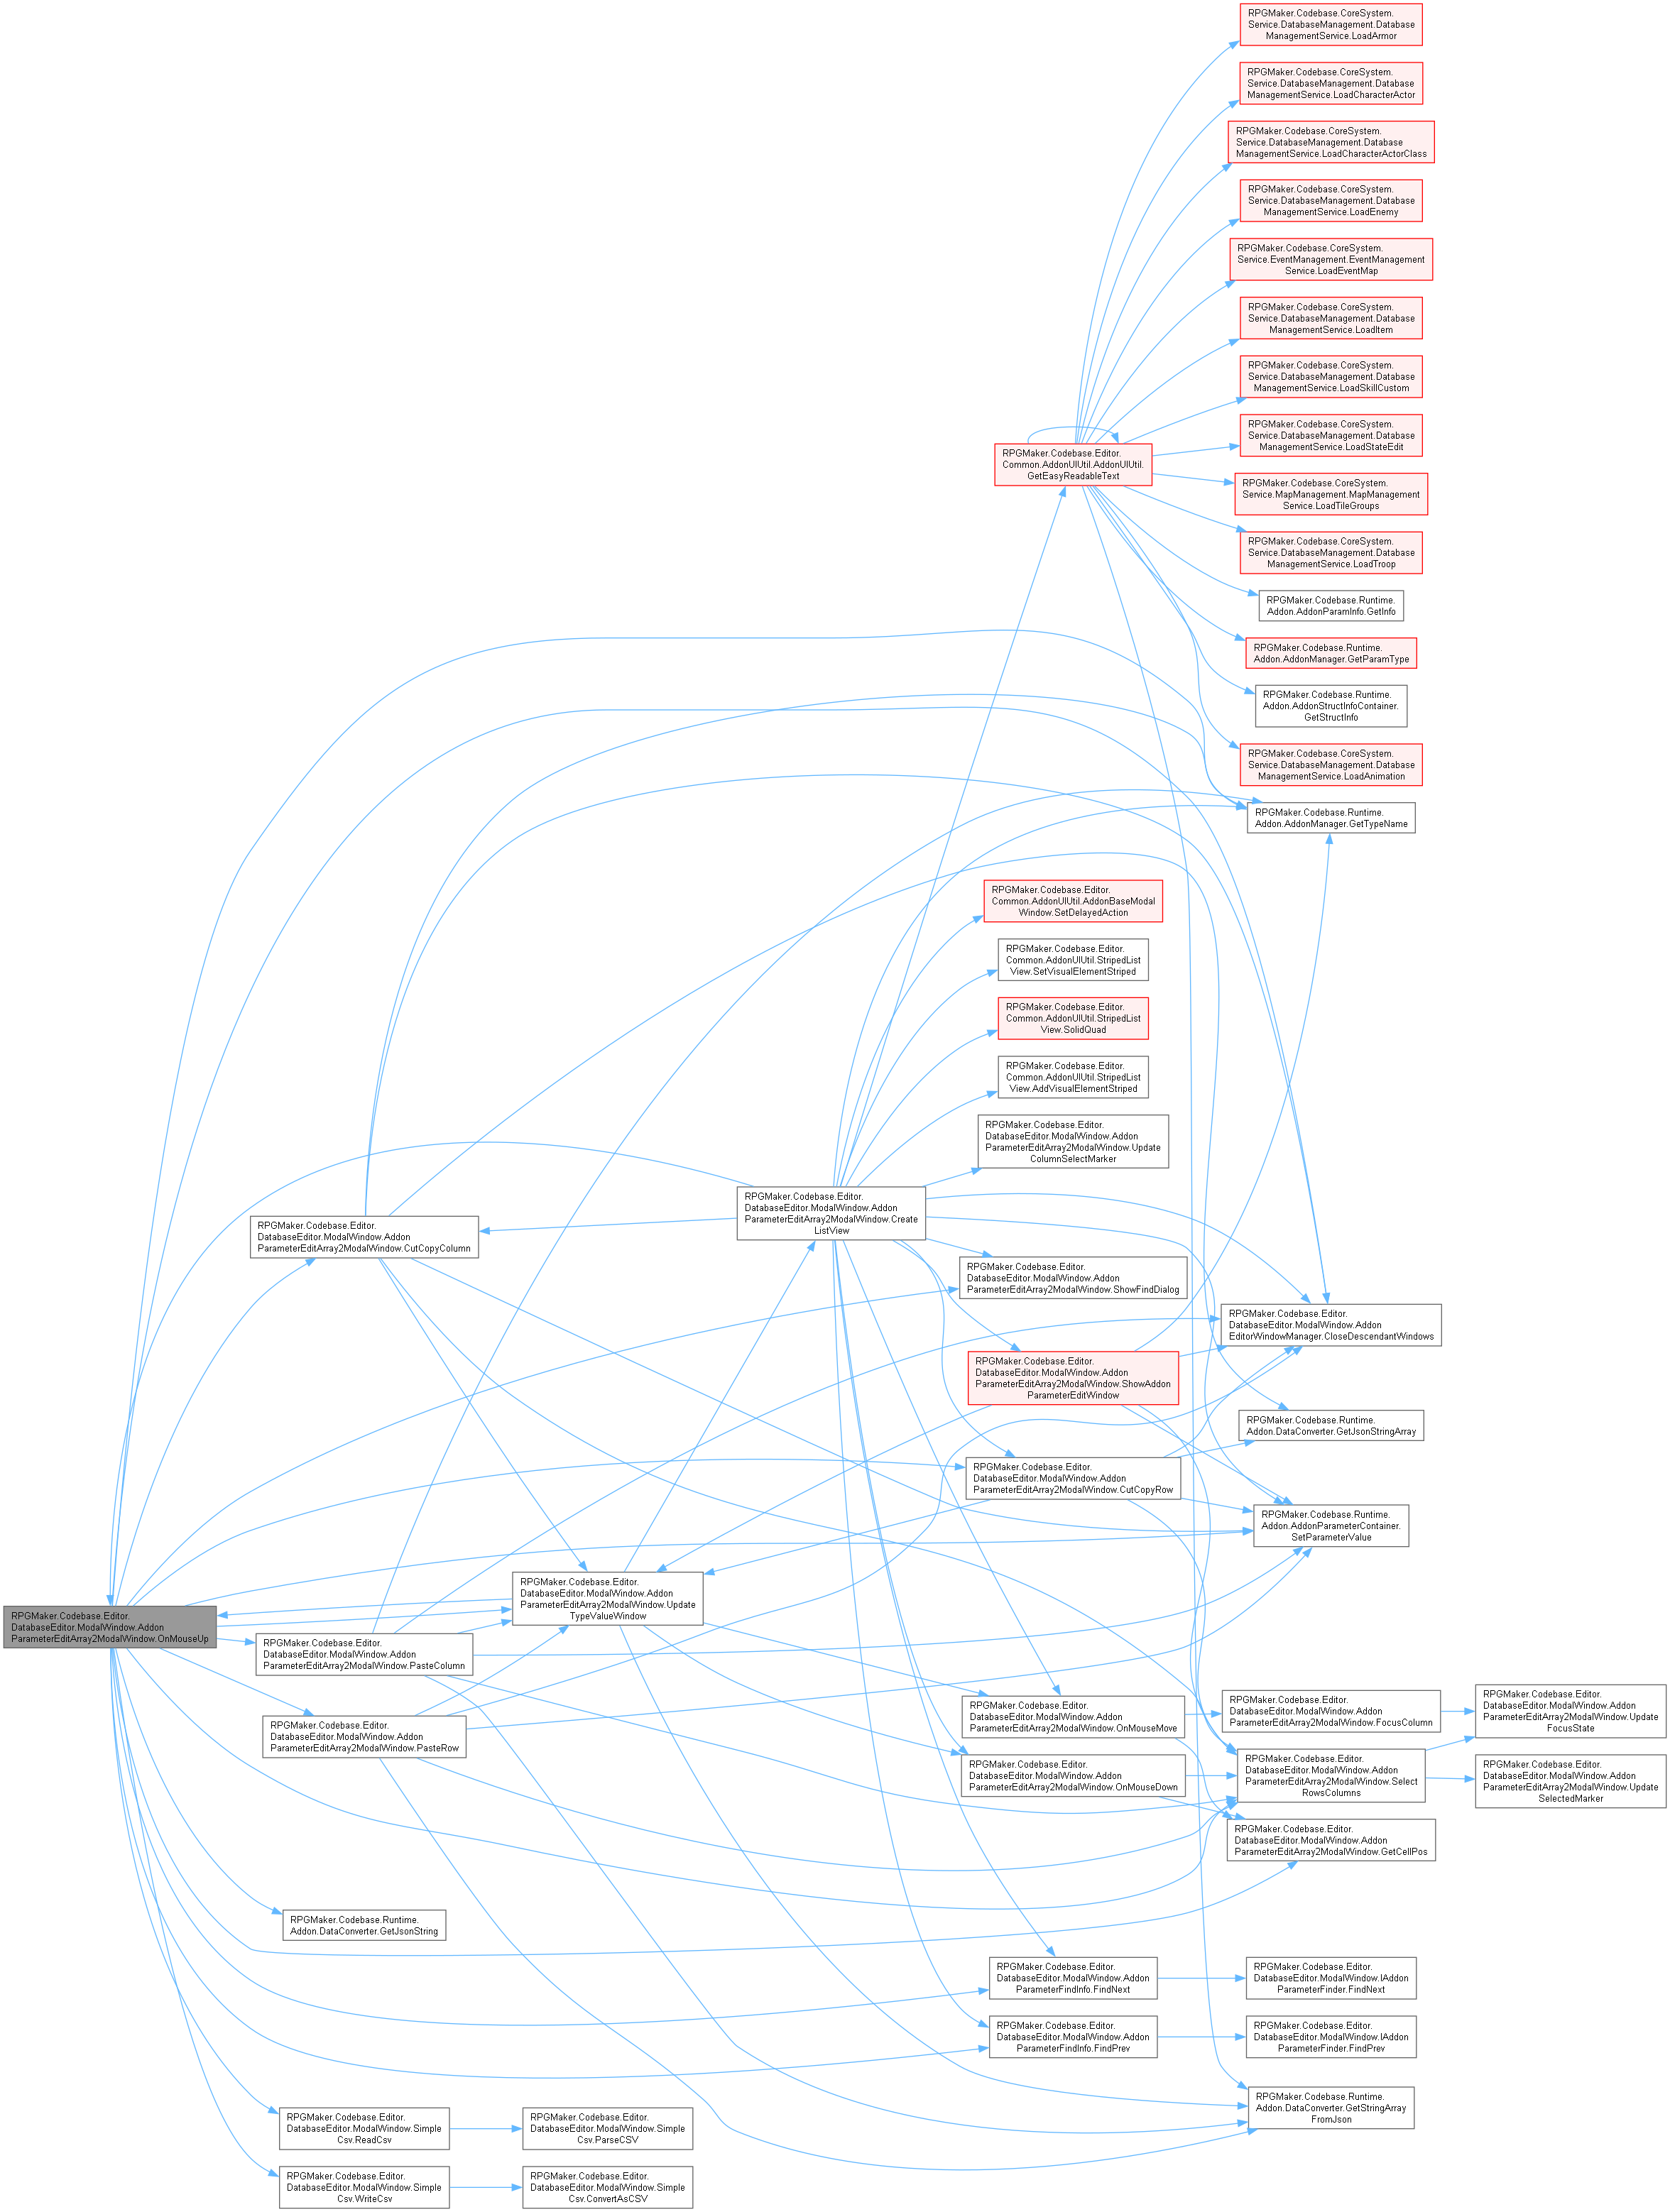 RPGMaker.Codebase.CoreSystem.
Service.DatabaseManagement.Database
ManagementService.LoadArmor
RPGMaker.Codebase.CoreSystem.
Service.DatabaseManagement.Database
ManagementService.LoadCharacterActor
RPGMaker.Codebase.CoreSystem.
Service.DatabaseManagement.Database
ManagementService.LoadCharacterActorClass
RPGMaker.Codebase.CoreSystem.
Service.DatabaseManagement.Database
ManagementService.LoadEnemy
RPGMaker.Codebase.CoreSystem.
Service.EventManagement.EventManagement
Service.LoadEventMap
RPGMaker.Codebase.CoreSystem.
Service.DatabaseManagement.Database
ManagementService.LoadItem
RPGMaker.Codebase.CoreSystem.
Service.DatabaseManagement.Database
ManagementService.LoadSkillCustom
RPGMaker.Codebase.CoreSystem.
Service.DatabaseManagement.Database
ManagementService.LoadStateEdit
RPGMaker.Codebase.Editor.
Common.AddonUIUtil.AddonUIUtil.
GetEasyReadableText
RPGMaker.Codebase.CoreSystem.
Service.MapManagement.MapManagement
Service.LoadTileGroups
RPGMaker.Codebase.CoreSystem.
Service.DatabaseManagement.Database
ManagementService.LoadTroop
RPGMaker.Codebase.Runtime.
Addon.AddonParamInfo.GetInfo
RPGMaker.Codebase.Runtime.
Addon.AddonManager.GetParamType
RPGMaker.Codebase.Runtime.
Addon.AddonStructInfoContainer.
GetStructInfo
RPGMaker.Codebase.CoreSystem.
Service.DatabaseManagement.Database
ManagementService.LoadAnimation
RPGMaker.Codebase.Runtime.
Addon.AddonManager.GetTypeName
RPGMaker.Codebase.Editor.
Common.AddonUIUtil.AddonBaseModal
Window.SetDelayedAction
RPGMaker.Codebase.Editor.
Common.AddonUIUtil.StripedList
View.SetVisualElementStriped
RPGMaker.Codebase.Editor.
Common.AddonUIUtil.StripedList
View.SolidQuad
RPGMaker.Codebase.Editor.
Common.AddonUIUtil.StripedList
View.AddVisualElementStriped
RPGMaker.Codebase.Editor.
DatabaseEditor.ModalWindow.Addon
ParameterEditArray2ModalWindow.Update
ColumnSelectMarker
RPGMaker.Codebase.Editor.
DatabaseEditor.ModalWindow.Addon
ParameterEditArray2ModalWindow.Create
ListView
RPGMaker.Codebase.Editor.
DatabaseEditor.ModalWindow.Addon
ParameterEditArray2ModalWindow.CutCopyColumn
RPGMaker.Codebase.Editor.
DatabaseEditor.ModalWindow.Addon
ParameterEditArray2ModalWindow.ShowFindDialog
RPGMaker.Codebase.Editor.
DatabaseEditor.ModalWindow.Addon
EditorWindowManager.CloseDescendantWindows
RPGMaker.Codebase.Editor.
DatabaseEditor.ModalWindow.Addon
ParameterEditArray2ModalWindow.ShowAddon
ParameterEditWindow
RPGMaker.Codebase.Runtime.
Addon.DataConverter.GetJsonStringArray
RPGMaker.Codebase.Editor.
DatabaseEditor.ModalWindow.Addon
ParameterEditArray2ModalWindow.CutCopyRow
RPGMaker.Codebase.Runtime.
Addon.AddonParameterContainer.
SetParameterValue
RPGMaker.Codebase.Editor.
DatabaseEditor.ModalWindow.Addon
ParameterEditArray2ModalWindow.Update
TypeValueWindow
RPGMaker.Codebase.Editor.
DatabaseEditor.ModalWindow.Addon
ParameterEditArray2ModalWindow.OnMouseUp
RPGMaker.Codebase.Editor.
DatabaseEditor.ModalWindow.Addon
ParameterEditArray2ModalWindow.PasteColumn
RPGMaker.Codebase.Editor.
DatabaseEditor.ModalWindow.Addon
ParameterEditArray2ModalWindow.PasteRow
RPGMaker.Codebase.Editor.
DatabaseEditor.ModalWindow.Addon
ParameterEditArray2ModalWindow.OnMouseMove
RPGMaker.Codebase.Editor.
DatabaseEditor.ModalWindow.Addon
ParameterEditArray2ModalWindow.FocusColumn
RPGMaker.Codebase.Editor.
DatabaseEditor.ModalWindow.Addon
ParameterEditArray2ModalWindow.Update
FocusState
RPGMaker.Codebase.Editor.
DatabaseEditor.ModalWindow.Addon
ParameterEditArray2ModalWindow.OnMouseDown
RPGMaker.Codebase.Editor.
DatabaseEditor.ModalWindow.Addon
ParameterEditArray2ModalWindow.Select
RowsColumns
RPGMaker.Codebase.Editor.
DatabaseEditor.ModalWindow.Addon
ParameterEditArray2ModalWindow.Update
SelectedMarker
RPGMaker.Codebase.Editor.
DatabaseEditor.ModalWindow.Addon
ParameterEditArray2ModalWindow.GetCellPos
RPGMaker.Codebase.Runtime.
Addon.DataConverter.GetJsonString
RPGMaker.Codebase.Editor.
DatabaseEditor.ModalWindow.Addon
ParameterFindInfo.FindNext
RPGMaker.Codebase.Editor.
DatabaseEditor.ModalWindow.IAddon
ParameterFinder.FindNext
RPGMaker.Codebase.Editor.
DatabaseEditor.ModalWindow.Addon
ParameterFindInfo.FindPrev
RPGMaker.Codebase.Editor.
DatabaseEditor.ModalWindow.IAddon
ParameterFinder.FindPrev
RPGMaker.Codebase.Runtime.
Addon.DataConverter.GetStringArray
FromJson
RPGMaker.Codebase.Editor.
DatabaseEditor.ModalWindow.Simple
Csv.ReadCsv
RPGMaker.Codebase.Editor.
DatabaseEditor.ModalWindow.Simple
Csv.ParseCSV
RPGMaker.Codebase.Editor.
DatabaseEditor.ModalWindow.Simple
Csv.WriteCsv
RPGMaker.Codebase.Editor.
DatabaseEditor.ModalWindow.Simple
Csv.ConvertAsCSV